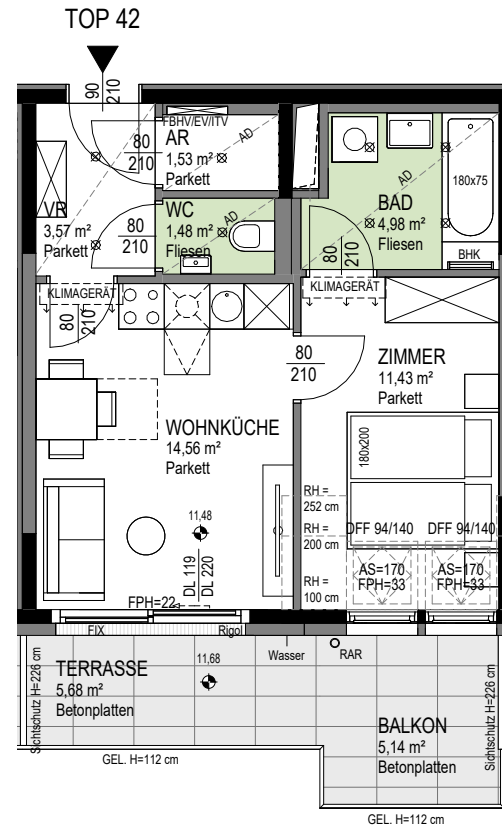 TOP 42
90
210
FBHV/EV/ITV
80
210
AR
1,53 m²
Parkett
AD
VR
3,57 m²
Parkett
80
210
WC
1,48 m²
Fliesen
AD
BAD
4,98 m²
Fliesen
AD
180x75
BHK
80
210
KLIMAGERÄT
80
210
KLIMAGERÄT
80
210
ZIMMER
11,43 m²
Parkett
180x200
WOHNKÜCHE
14,56 m²
Parkett
RH =
252 cm
RH =
200 cm
RH =
100 cm
DFF 94/140
DFF 94/140
AS=170
FPH=33
AS=170
FPH=33
11,48
DL 119
DL 220
FPH=22
FIX
Rigol
Wasser
RAR
TERRASSE
5,68 m²
Betonplatten
11,68
Sichtschutz H=226 cm
Sichtschutz H=226 cm
BALKON
5,14 m²
Betonplatten
GEL. H=112 cm
GEL. H=112 cm